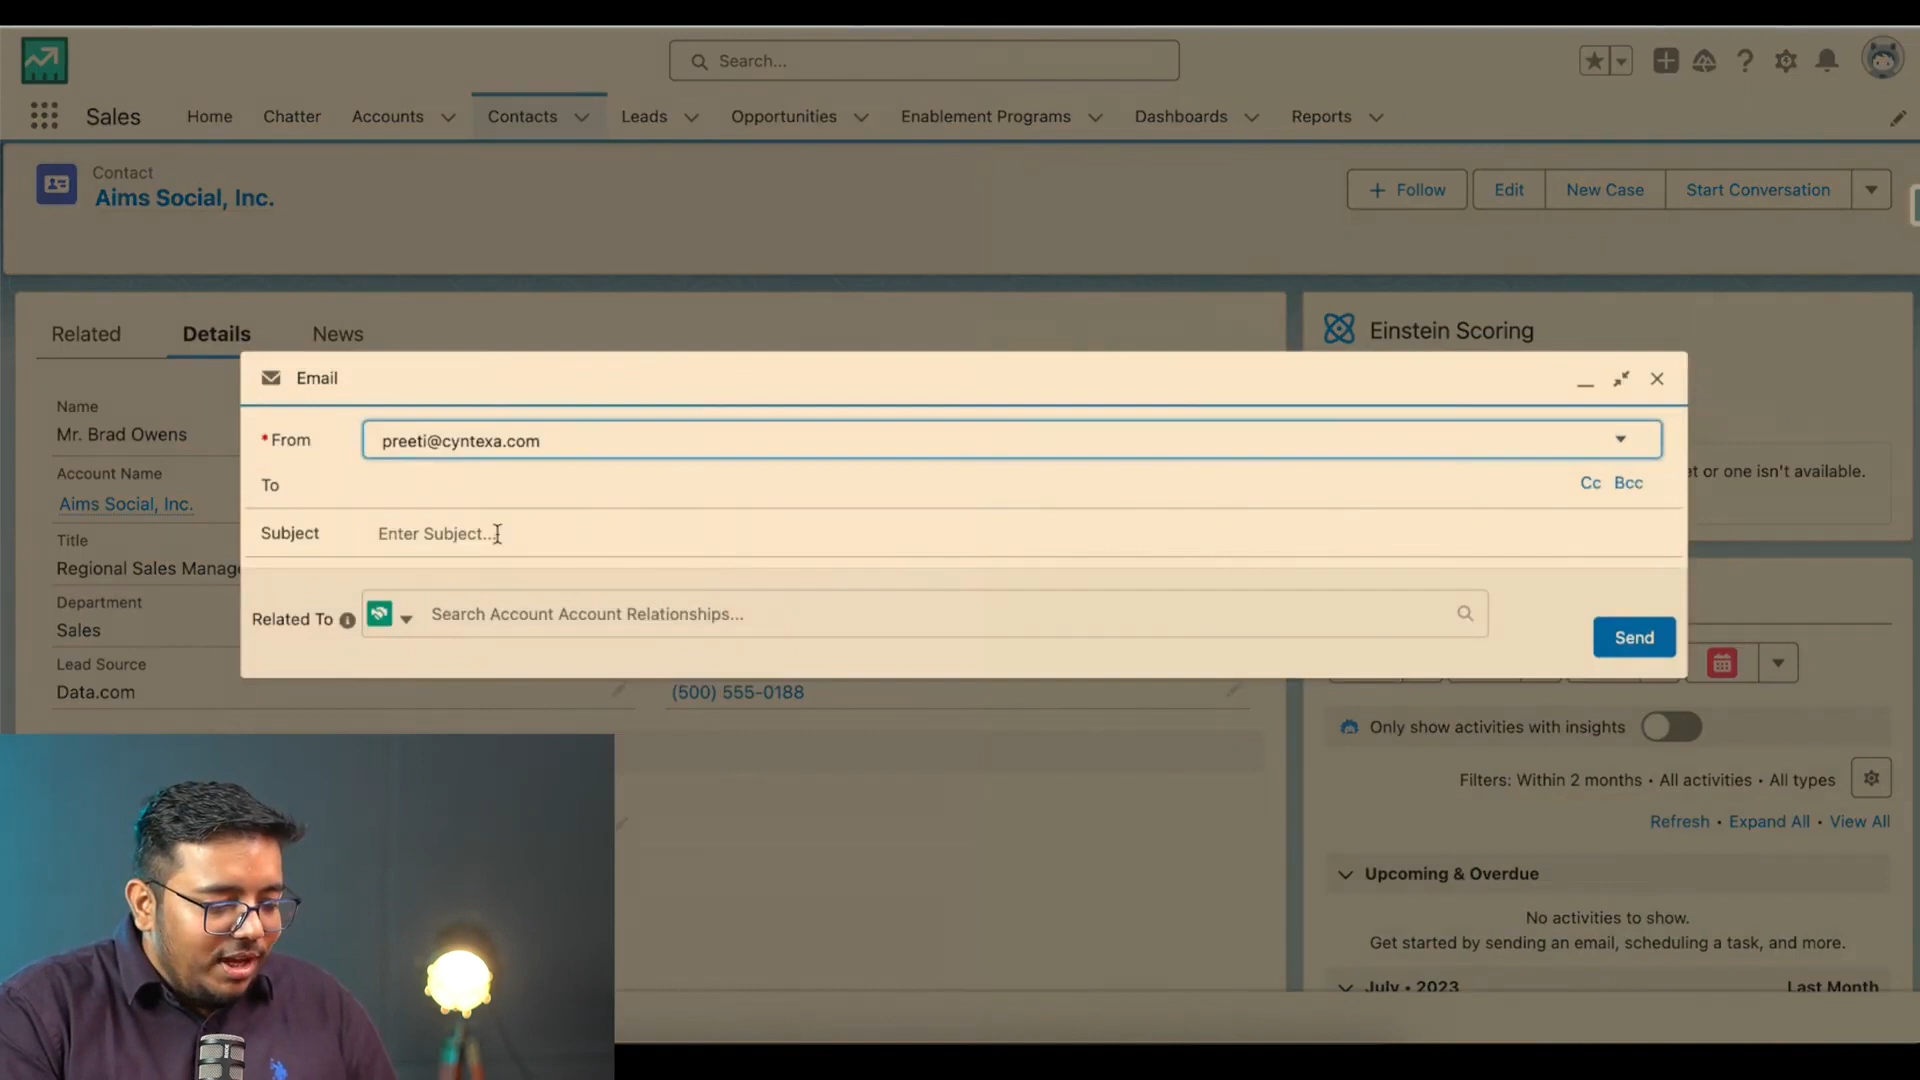 Search...
Sales
Home
Chatter
Accounts
Contacts
Leads
Opportunities
Enablement Programs
Dashboards
Reports
Contact
Aims Social, Inc.
+ Follow
Edit
New Case
Start Conversation
Related
Details
News
Einstein Scoring
Email
Name
Mr. Brad Owens
*From
preeti@cyntexa.com
Account Name
Aims Social, Inc.
To
Cc Bcc
t or one isn't available.
Title
Regional Sales Manage
Subject
Enter Subject...
Department
Sales
Related To
Search Account Account Relationships...
Send
Lead Source
Data.com
(500) 555-0188
Only show activities with insights
Filters: Within 2 months • All activities • All types
Refresh • Expand All • View All
Upcoming & Overdue
No activities to show.
Get started by sending an email, scheduling a task, and more.
July • 2023
Last Month